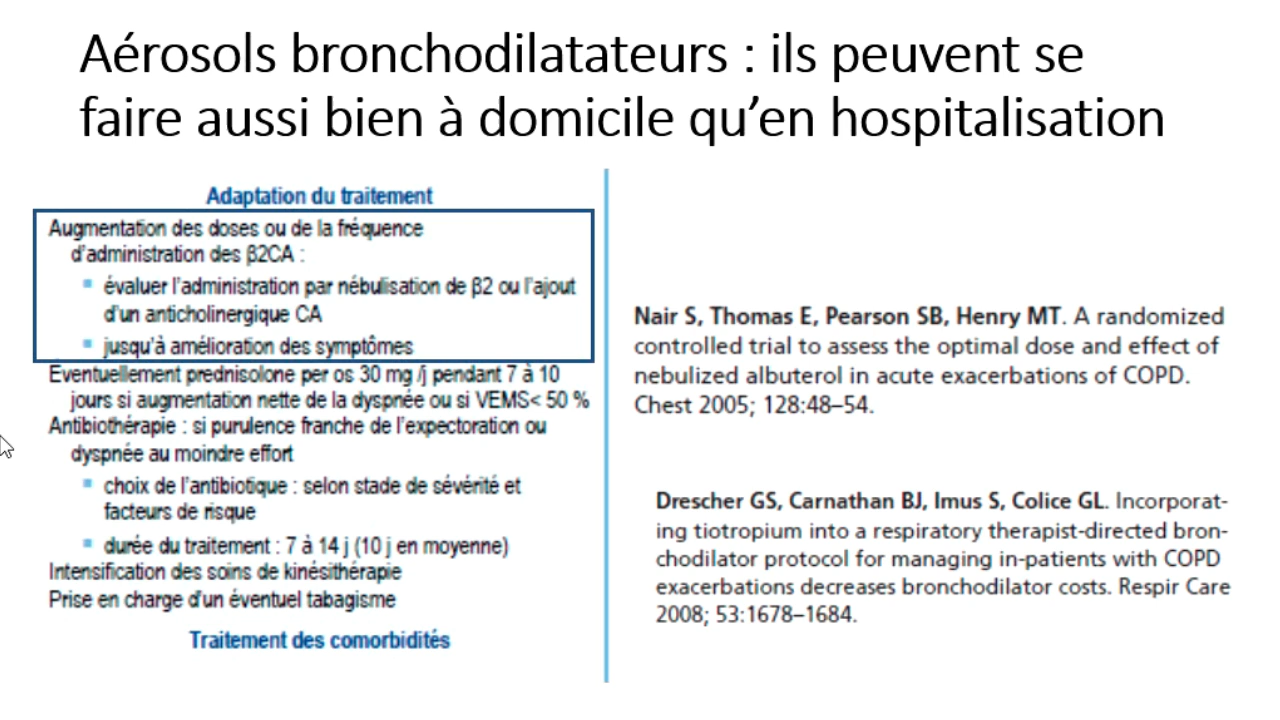 Aérosols bronchodilatateurs : ils peuvent se
faire aussi bien à domicile qu’en hospitalisation
Adaptation du traitement
Augmentation des doses ou de la fréquence
d’administration des β2CA :
évaluer l’administration par nébulisation de β2 ou l’ajout
d’un anticholinergique CA
jusqu’à amélioration des symptômes
Eventuellement prednisolone per os 30 mg /j pendant 7 à 10
jours si augmentation nette de la dyspnée ou si VEMS< 50 %
Antibiothérapie : si purulence franche de l’expectoration ou
dyspnée au moindre effort
choix de l’antibiotique : selon stade de sévérité et
facteurs de risque
durée du traitement : 7 à 14 j (10 j en moyenne)
Intensification des soins de kinésithérapie
Prise en charge d’un éventuel tabagisme
Traitement des comorbidités
Nair S, Thomas E, Pearson SB, Henry MT. A randomized
controlled trial to assess the optimal dose and effect of
nebulized albuterol in acute exacerbations of COPD.
Chest 2005; 128:48–54.
Drescher GS, Carnathan BJ, Imus S, Colice GL. Incorporat-
ing tiotropium into a respiratory therapist-directed bron-
chodilator protocol for managing in-patients with COPD
exacerbations decreases bronchodilator costs. Respir Care
2008; 53:1678–1684.